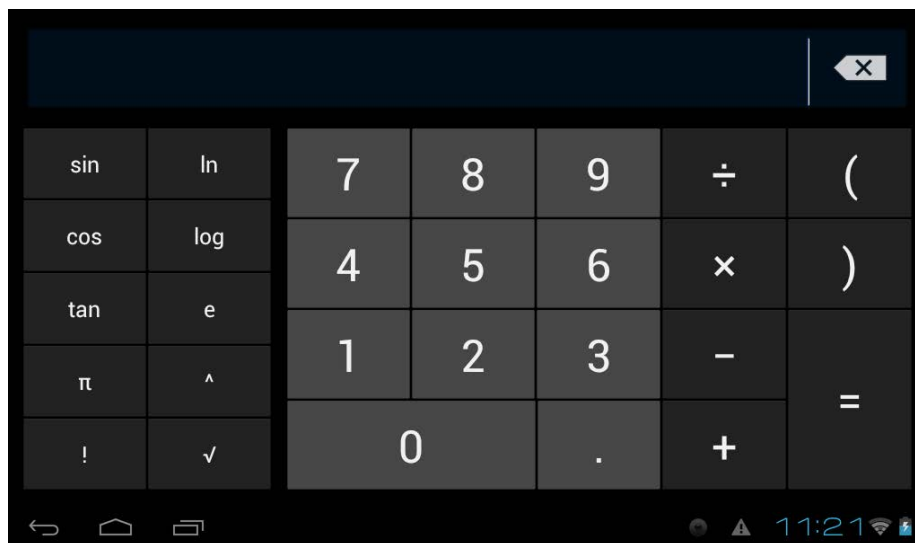 sin ln 7 8 9 ÷ (
cos log 4 5 6 × )
tan e 1 2 3 −
π ^ =
! √ 0 . +
11:21